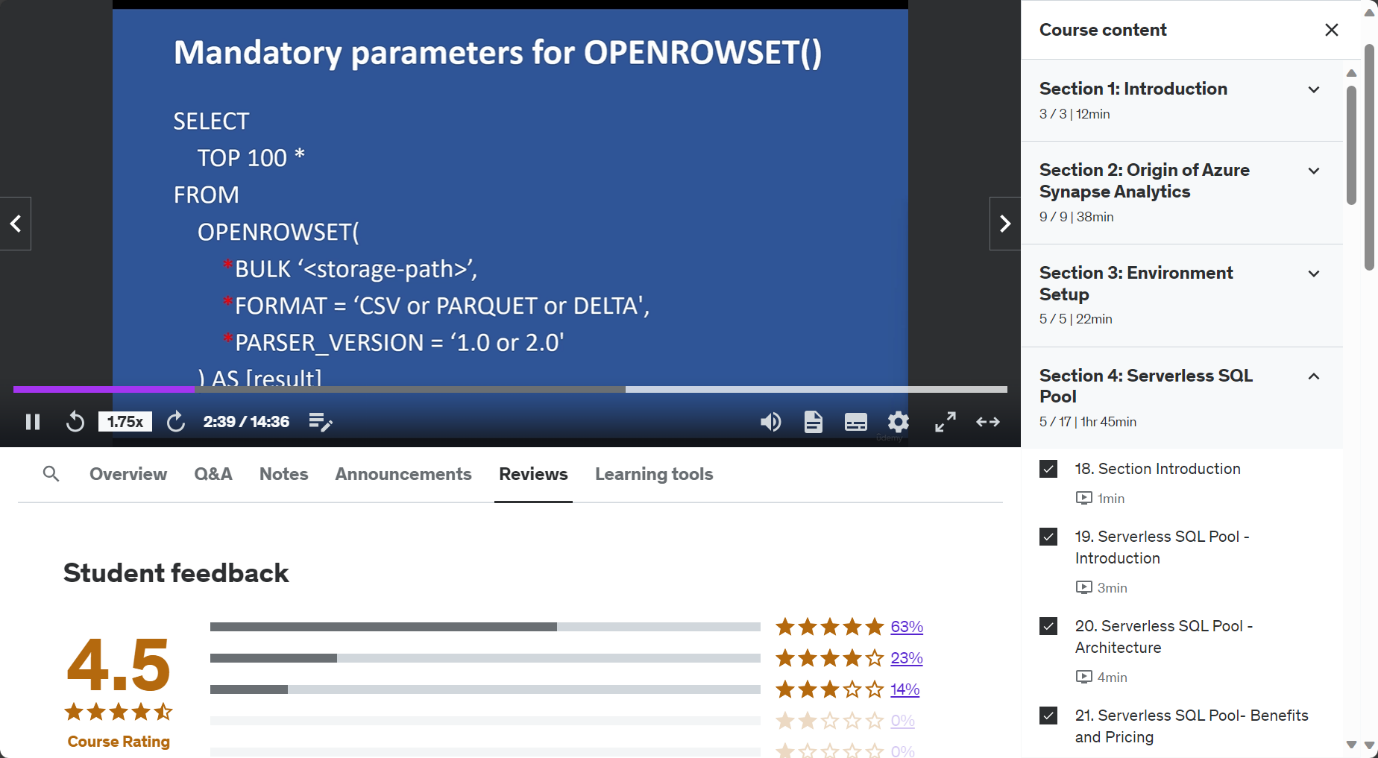 Mandatory parameters for OPENROWSET()
SELECT
TOP 100 *
FROM
OPENROWSET(
*BULK ‘<storage-path>’,
*FORMAT = ‘CSV or PARQUET or DELTA',
*PARSER_VERSION = ‘1.0 or 2.0'
) AS [result]
1.75x
2:39 / 14:36
udemy
Overview
Q&A
Notes
Announcements
Reviews
Learning tools
Student feedback
4.5
Course Rating
63%
23%
14%
0%
0%
Course content
Section 1: Introduction
3 / 3 | 12min
Section 2: Origin of Azure
Synapse Analytics
9 / 9 | 38min
Section 3: Environment
Setup
5 / 5 | 22min
Section 4: Serverless SQL
Pool
5 / 17 | 1hr 45min
18. Section Introduction
1min
19. Serverless SQL Pool -
Introduction
3min
20. Serverless SQL Pool -
Architecture
4min
21. Serverless SQL Pool- Benefits
and Pricing